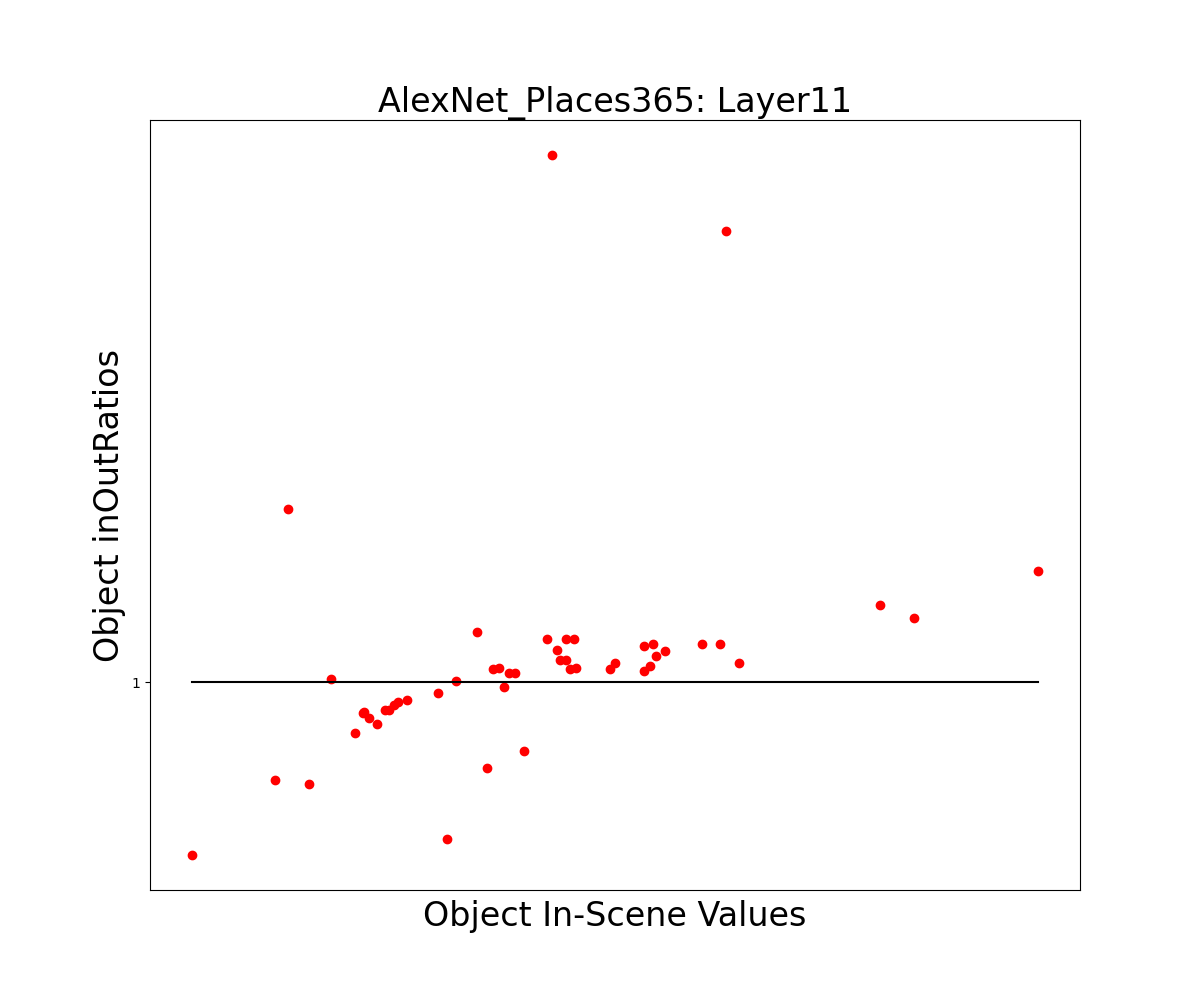 AlexNet_Places365: Layer11
Object inOutRatios
1
Object In-Scene Values